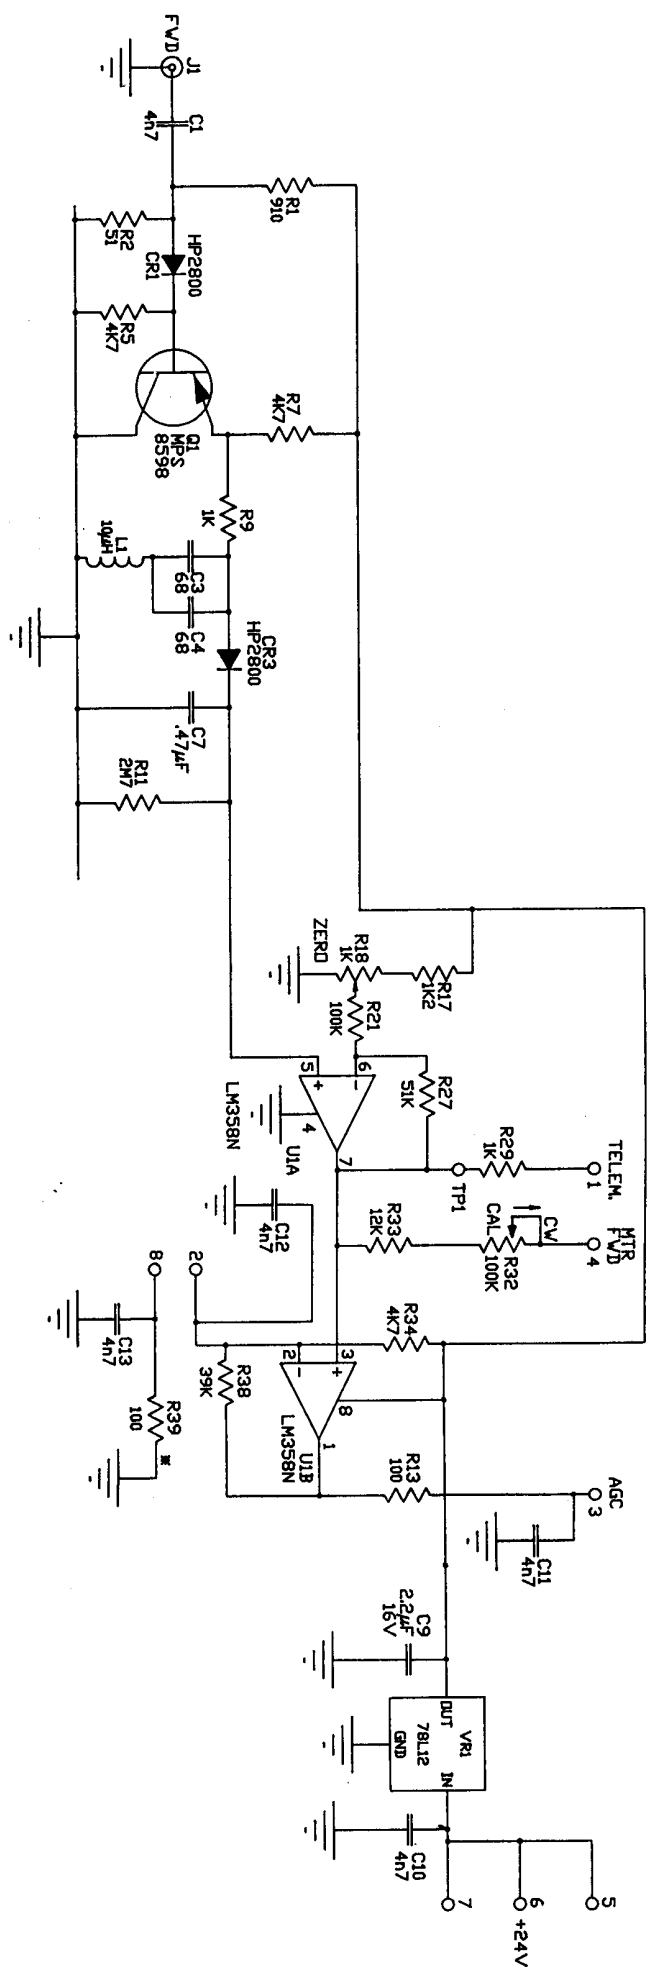 J1
FWD
C1
4n7
R1
910
R2
51
HP2800
CR1
R5
4K7
R7
4K7
Q1
MPS
8598
R9
1K
L1
10µH
C3
68
C4
68
CR3
HP2800
C7
.47µF
R11
2M7
ZERO
R18
1K
R17
1K2
R21
100K
R27
51K
6
-
5
+
4
7
U1A
LM358N
TP1
R29
1K
TELEM.
1
MTR
FWD
4
CW
CAL
R32
100K
R33
12K
C12
4n7
2
8
C13
4n7
R39
100
*
R34
4K7
R38
39K
3
+
2
-
8
1
U1B
LM358N
R13
100
AGC
3
C11
4n7
C9
2.2µF
16V
VR1
78L12
OUT
IN
GND
C10
4n7
5
6
+24V
7